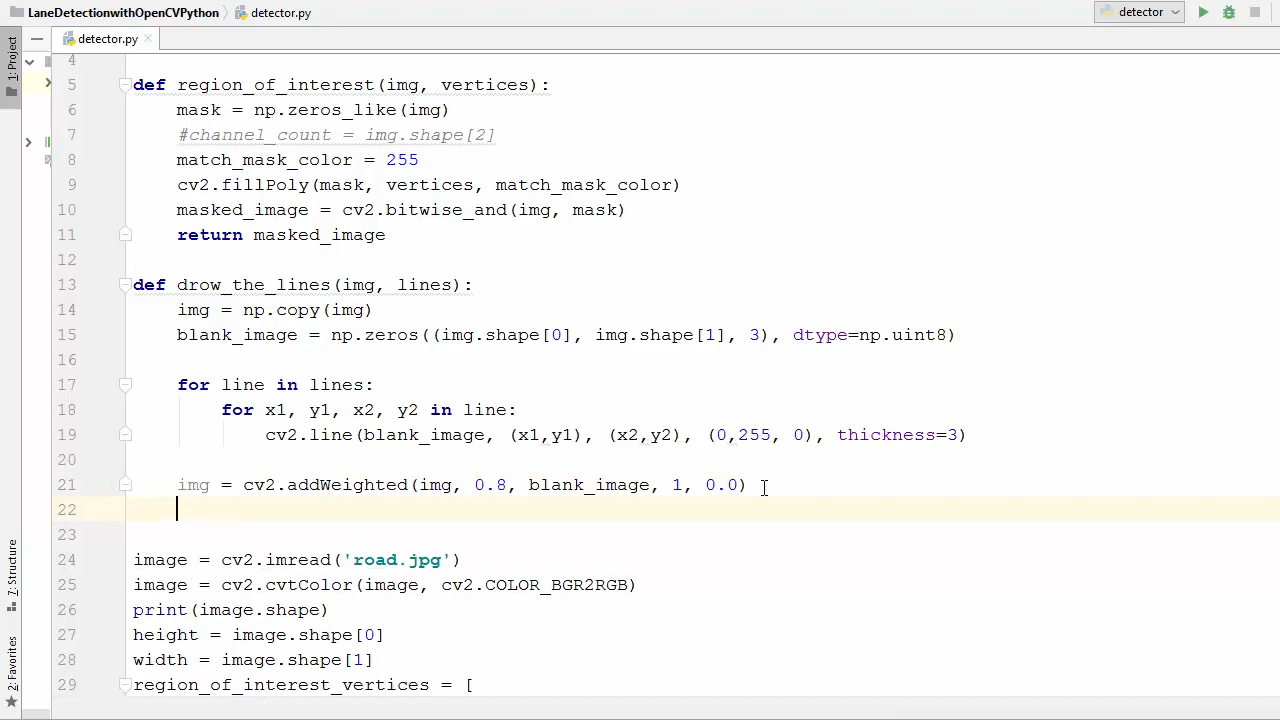 LaneDetectionwithOpenCVPython detector.py detector
detector.py
1: Project
7: Structure
2: Favorites
4
5 def region_of_interest(img, vertices):
6 mask = np.zeros_like(img)
7 #channel_count = img.shape[2]
8 match_mask_color = 255
9 cv2.fillPoly(mask, vertices, match_mask_color)
10 masked_image = cv2.bitwise_and(img, mask)
11 return masked_image
12
13 def drow_the_lines(img, lines):
14 img = np.copy(img)
15 blank_image = np.zeros((img.shape[0], img.shape[1], 3), dtype=np.uint8)
16
17 for line in lines:
18 for x1, y1, x2, y2 in line:
19 cv2.line(blank_image, (x1,y1), (x2,y2), (0,255, 0), thickness=3)
20
21 img = cv2.addWeighted(img, 0.8, blank_image, 1, 0.0)
22
23
24 image = cv2.imread('road.jpg')
25 image = cv2.cvtColor(image, cv2.COLOR_BGR2RGB)
26 print(image.shape)
27 height = image.shape[0]
28 width = image.shape[1]
29 region_of_interest_vertices = [